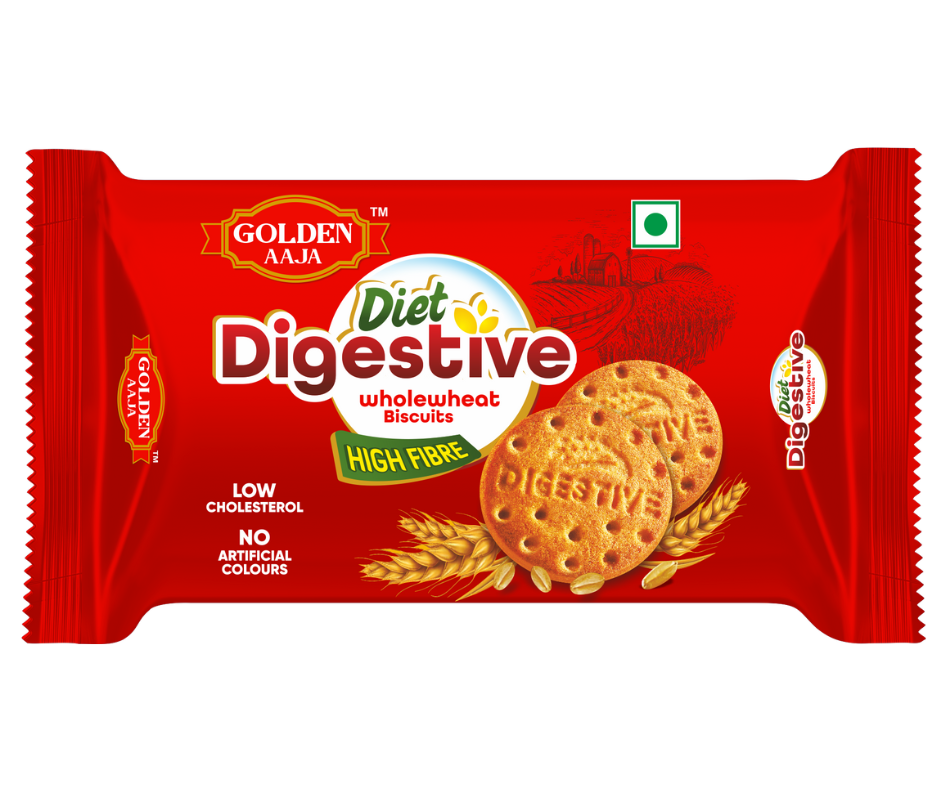 GOLDEN
AAJA
TM
Diet
Digestive
wholewheat
Biscuits
HIGH FIBRE
LOW
CHOLESTEROL
NO
ARTIFICIAL
COLOURS
DIGESTIVE
TIVE
GOLDEN
AAJA
TM
Diet
Digestive
wholewheat
Biscuits